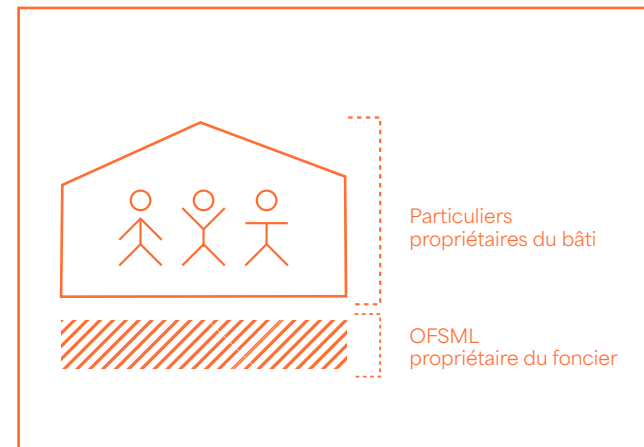 Particuliers
propriétaires du bâti
OFSML
propriétaire du foncier